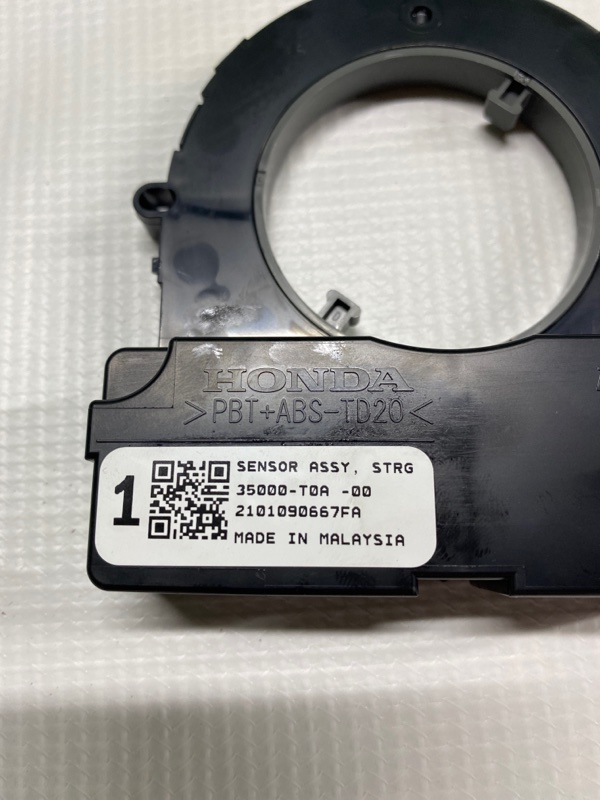 HONDA
>PBT+ABS-TD20<
1
SENSOR ASSY, STRG
35000-T0A -00
2101090667FA
MADE IN MALAYSIA